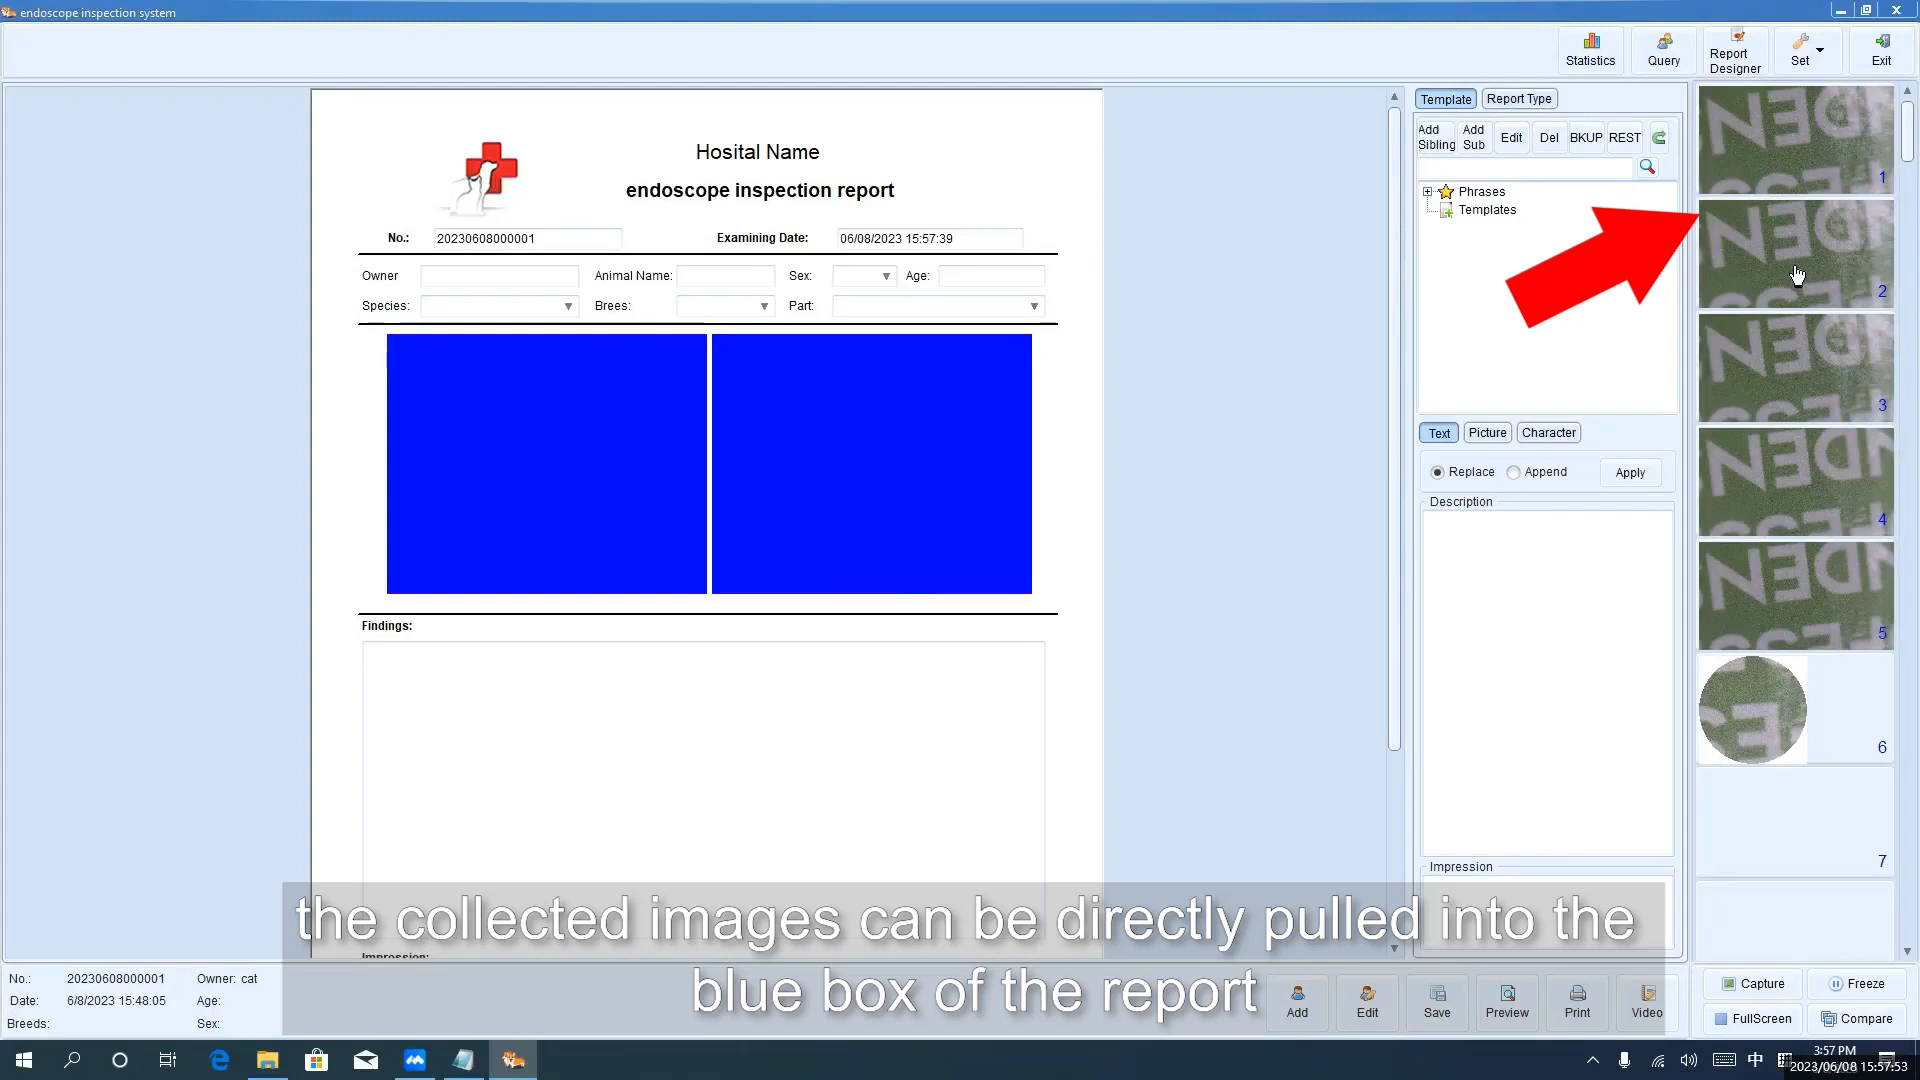 endoscope inspection system
Statistics
Query
Report Designer
Set
Exit
Template
Report Type
Add Sibling
Add Sub
Edit
Del
BKUP
REST
Phrases
Templates
Hosital Name
endoscope inspection report
No.: 20230608000001
Examining Date: 06/08/2023 15:57:39
Owner
Animal Name:
Sex:
Age:
Species:
Brees:
Part:
Findings:
Impression:
Text
Picture
Character
Replace
Append
Apply
Description
Impression
1
2
3
4
5
6
7
the collected images can be directly pulled into the
blue box of the report
No.: 20230608000001 Owner: cat
Date: 6/8/2023 15:48:05 Age:
Breeds: Sex:
Add
Edit
Save
Preview
Print
Video
Capture
Freeze
FullScreen
Compare
中
3:57 PM
2023/06/08 15:57:53